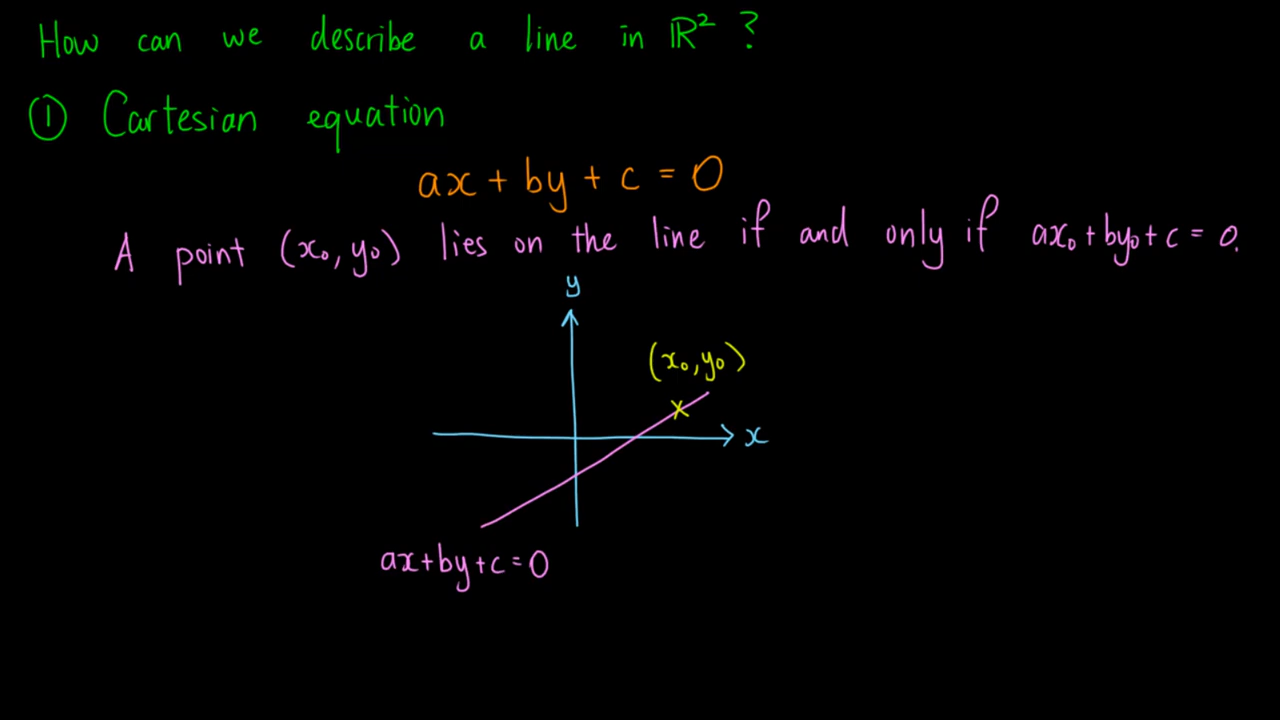 How can we describe a line in ℝ² ?
① Cartesian equation
ax + by + c = 0
A point (x₀, y₀) lies on the line if and only if ax₀ + by₀ + c = 0.
y
(x₀, y₀)
x
ax+by+c=0